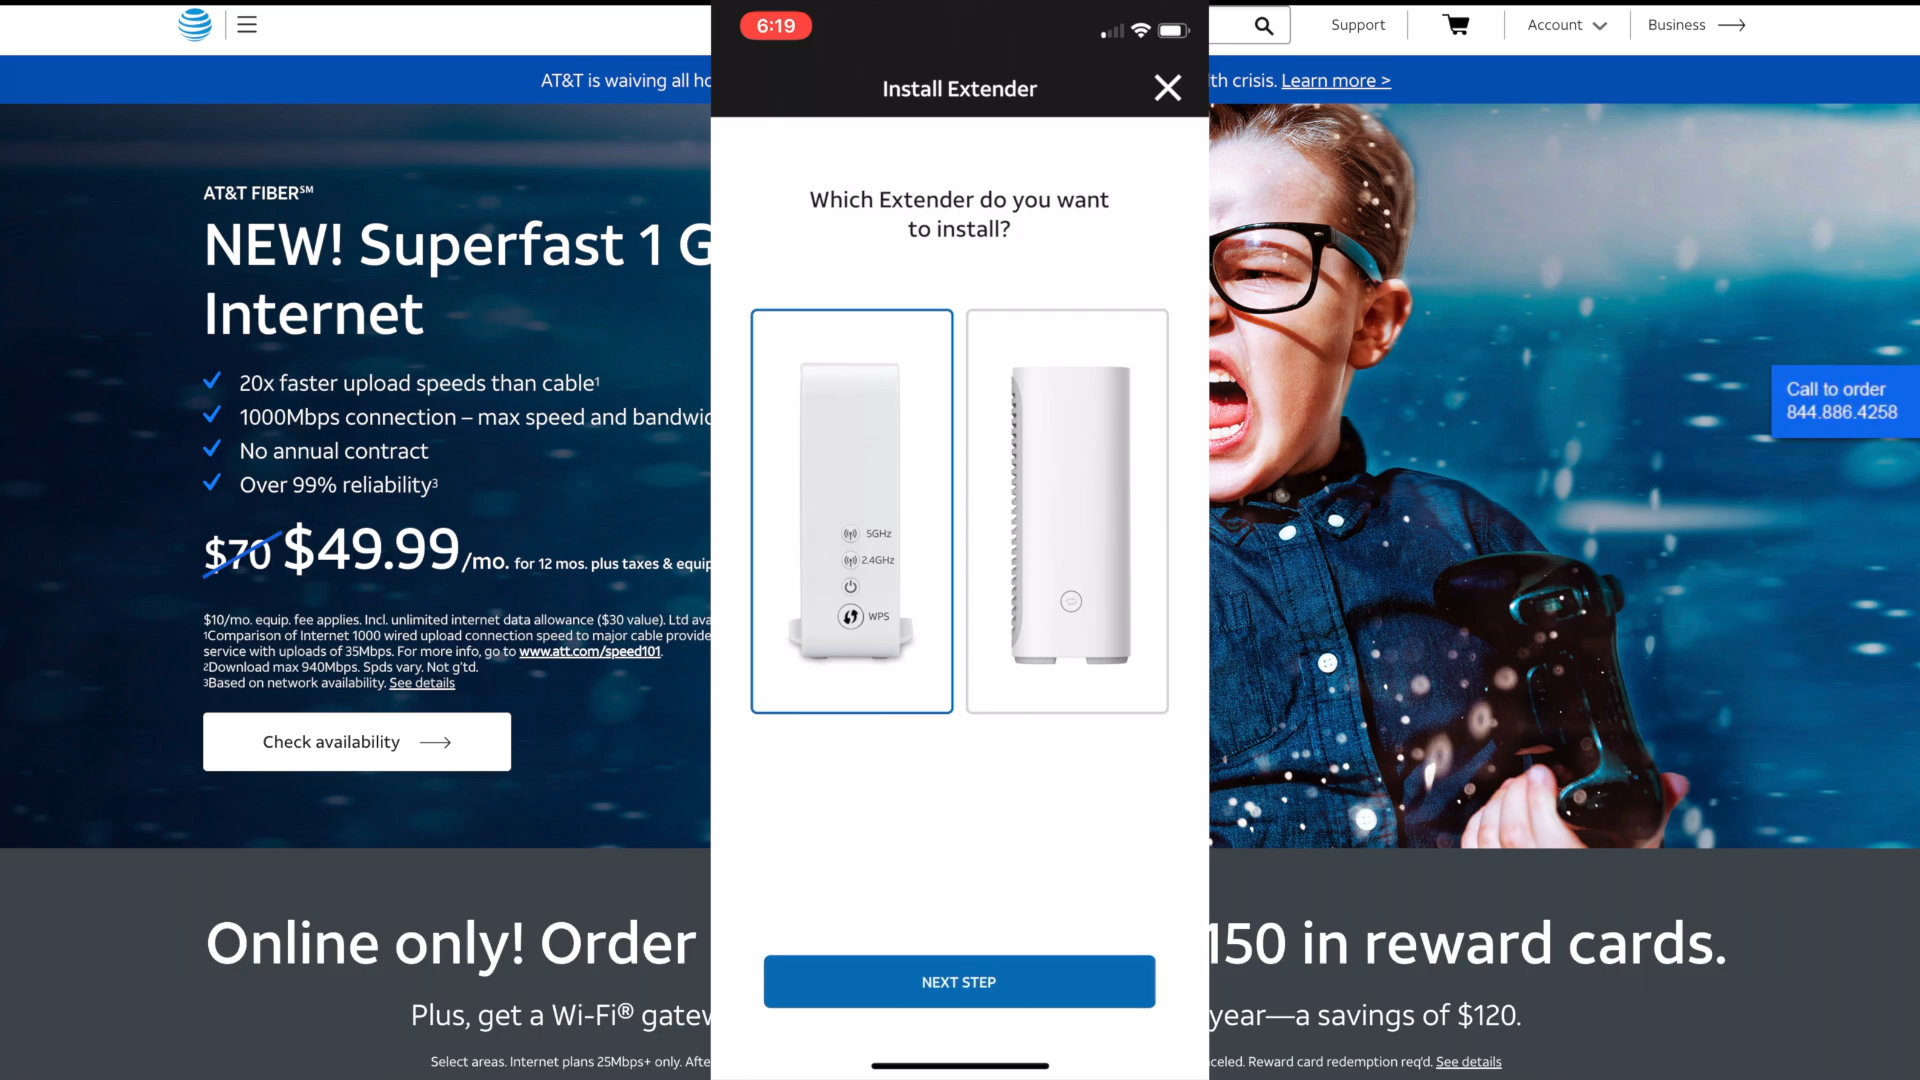 Support
Account
Business
AT&T is waiving all
th crisis. Learn more >
AT&T FIBER℠
NEW! Superfast 1 G
Internet
20x faster upload speeds than cable¹
1000Mbps connection – max speed and
No annual contract
Over 99% reliability³
$70 $49.99/mo. for 12 mos. plus taxes &
$10/mo. equip. fee applies. Incl. unlimited internet data allowance ($30 value). Ltd
¹Comparison of Internet 1000 wired upload connection speed to major cable
service with uploads of 35Mbps. For more info, go to www.att.com/speed101.
²Download max 940Mbps. Spds vary. Not g'td.
³Based on network availability. See details
Check availability
6:19
Install Extender
Which Extender do you want
to install?
5GHz
2.4GHz
WPS
NEXT STEP
Call to order
844.886.4258
Online only! Order
150 in reward cards.
Plus, get a Wi-Fi®
year—a savings of $120.
Select areas. Internet plans 25Mbps+ only.
celed. Reward card redemption req'd. See details